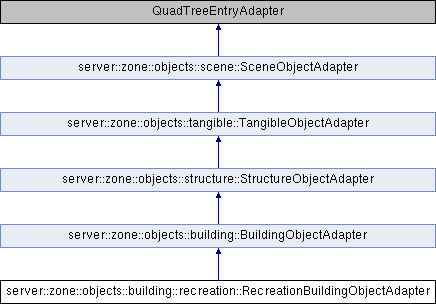 QuadTreeEntryAdapter
server::zone::objects::scene::SceneObjectAdapter
server::zone::objects::tangible::TangibleObjectAdapter
server::zone::objects::structure::StructureObjectAdapter
server::zone::objects::building::BuildingObjectAdapter
server::zone::objects::building::recreation::RecreationBuildingObjectAdapter